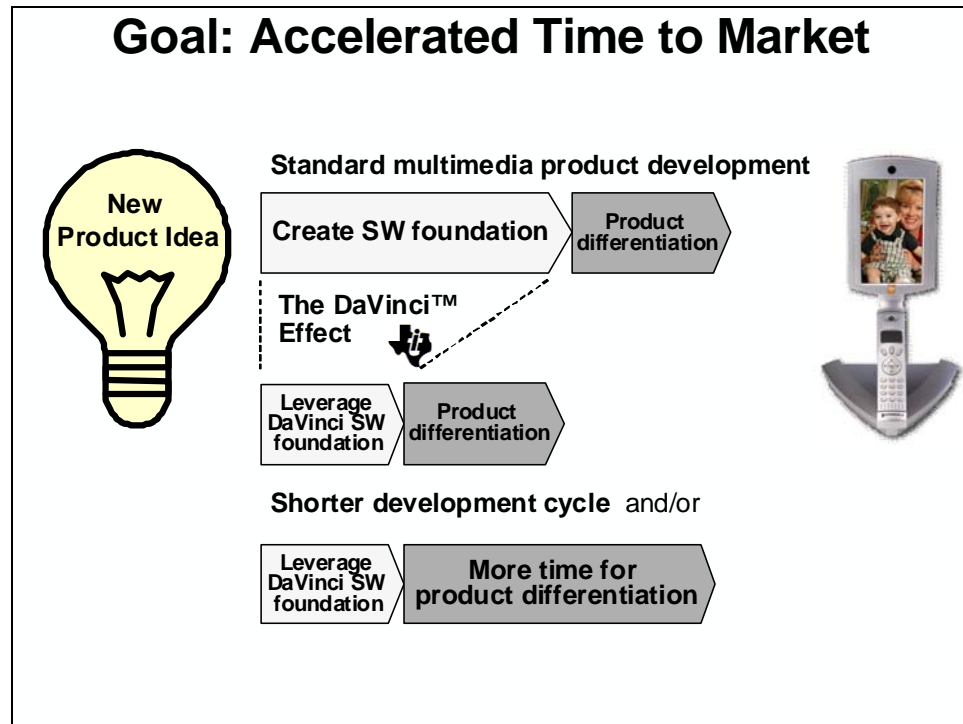 Goal: Accelerated Time to Market
New
Product Idea
Standard multimedia product development
Create SW foundation
Product
differentiation
The DaVinci™
Effect
Leverage
DaVinci SW
foundation
Product
differentiation
Shorter development cycle and/or
Leverage
DaVinci SW
foundation
More time for
product differentiation